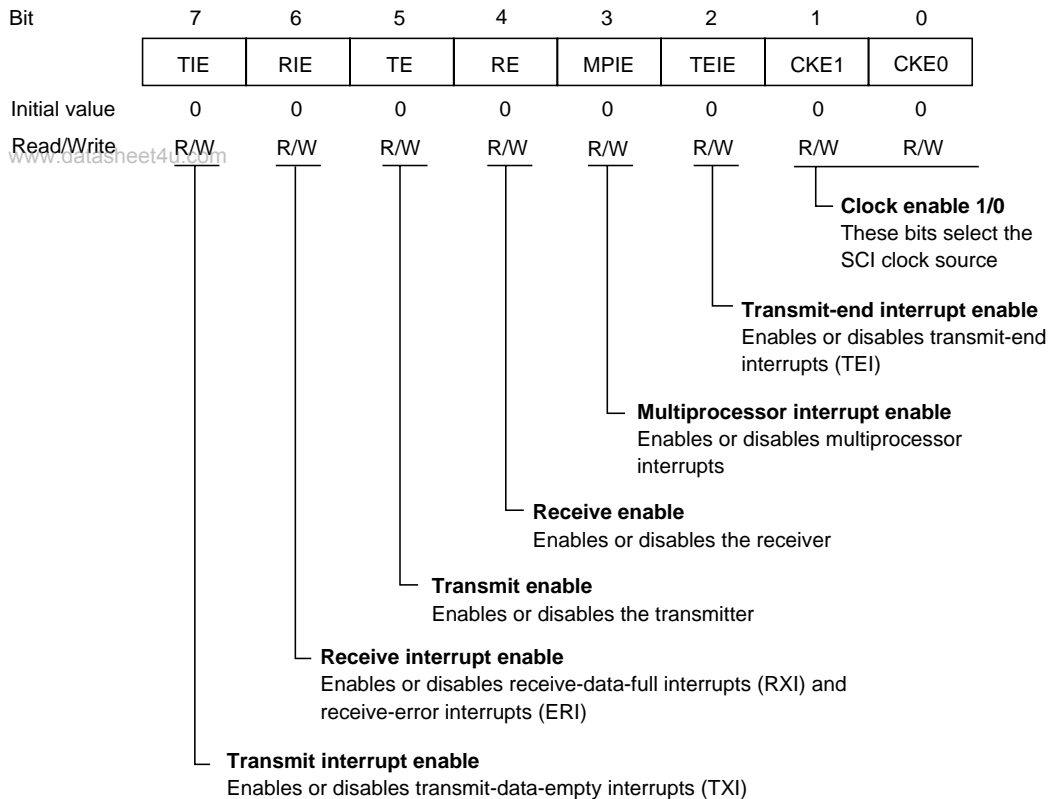 Bit 7 6 5 4 3 2 1 0
TIE RIE TE RE MPIE TEIE CKE1 CKE0
Initial value 0 0 0 0 0 0 0 0
Read/Write R/W R/W R/W R/W R/W R/W R/W R/W
www.datasheet4u.com
Clock enable 1/0
These bits select the
SCI clock source
Transmit-end interrupt enable
Enables or disables transmit-end
interrupts (TEI)
Multiprocessor interrupt enable
Enables or disables multiprocessor
interrupts
Receive enable
Enables or disables the receiver
Transmit enable
Enables or disables the transmitter
Receive interrupt enable
Enables or disables receive-data-full interrupts (RXI) and
receive-error interrupts (ERI)
Transmit interrupt enable
Enables or disables transmit-data-empty interrupts (TXI)